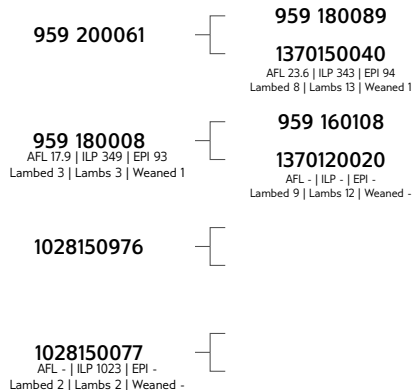 959 200061
959 180089
1370150040
AFL 23.6 | ILP 343 | EPI 94
Lambed 8 | Lambs 13 | Weaned 1
959 180008
AFL 17.9 | ILP 349 | EPI 93
Lambed 3 | Lambs 3 | Weaned 1
959 160108
1370120020
AFL - | ILP - | EPI -
Lambed 9 | Lambs 12 | Weaned -
1028150976
1028150077
AFL - | ILP 1023 | EPI -
Lambed 2 | Lambs 2 | Weaned -